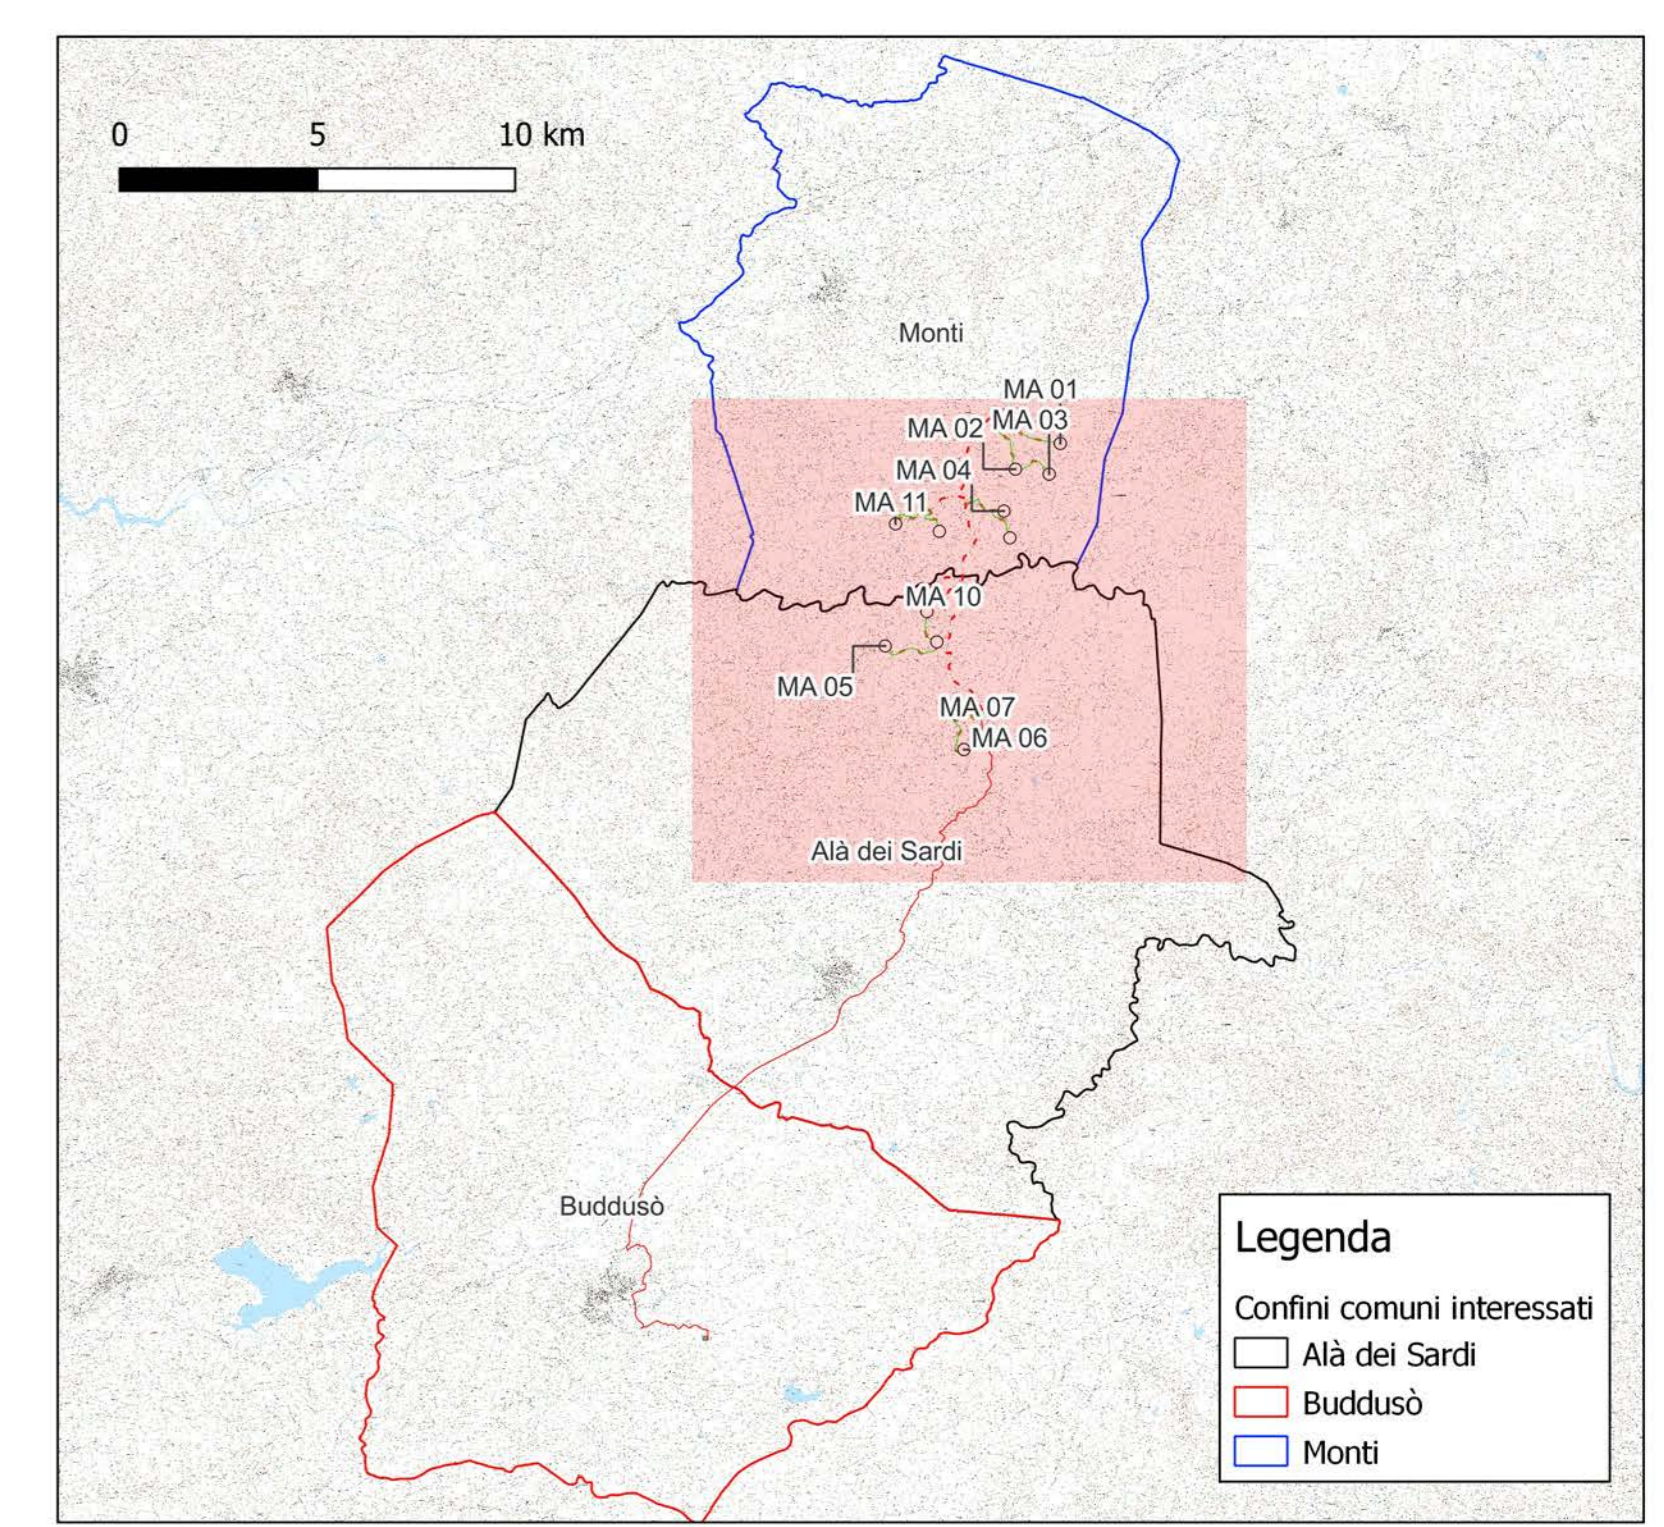 0 5 10 km
Monti
MA 01
MA 02 MA 03
MA 04
MA 11
MA 10
MA 05
MA 07
MA 06
Alà dei Sardi
Buddusò
Legenda
Confini comuni interessati
Alà dei Sardi
Buddusò
Monti